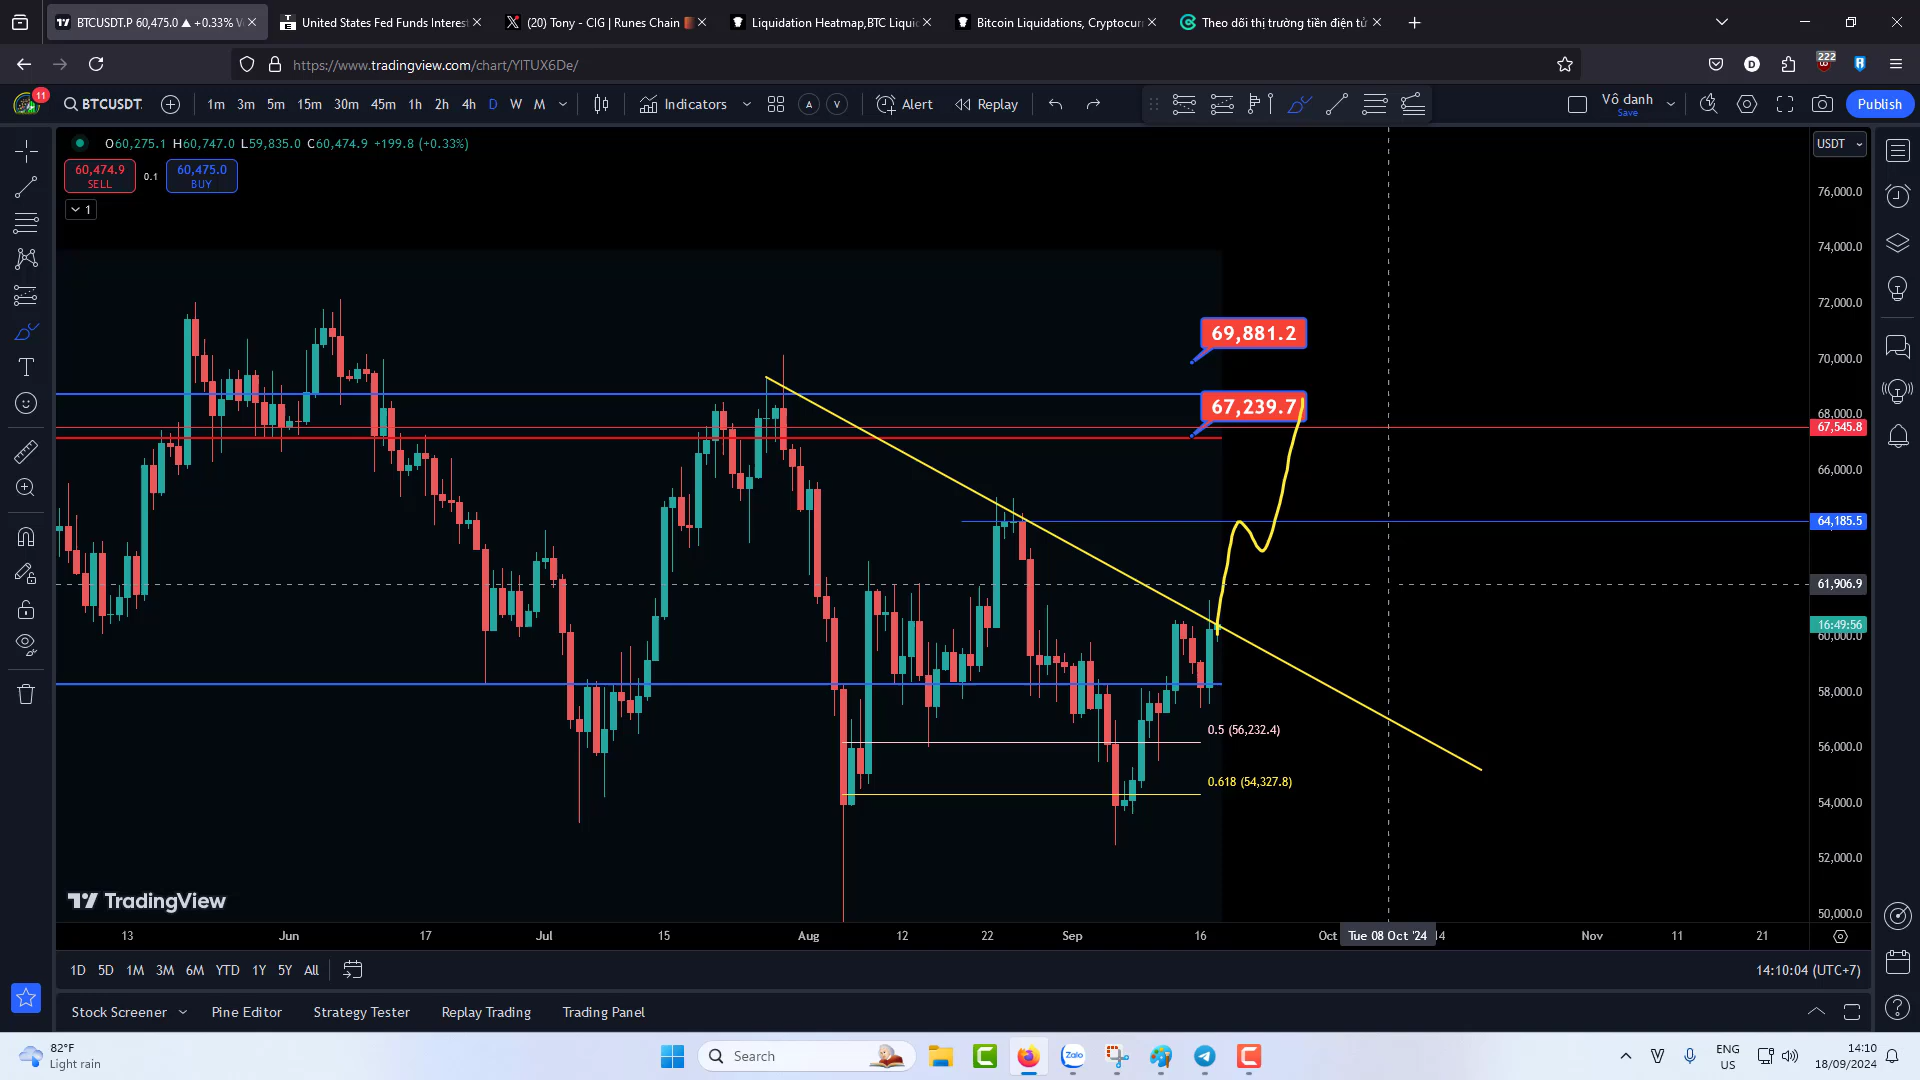 BTCUSDT.P 60,475.0 ▲ +0.33% V
United States Fed Funds Interes
(20) Tony - CIG | Runes Chain
Liquidation Heatmap,BTC Liquid
Bitcoin Liquidations, Cryptocurr
Theo dõi thị trường tiền điện tử
https://www.tradingview.com/chart/YlTUX6De/
222
11
BTCUSDT.
1m 3m 5m 15m 30m 45m 1h 2h 4h D W M
Indicators
A
V
Alert
Replay
Vô danh
Save
Publish
O60,275.1 H60,747.0 L59,835.0 C60,474.9 +199.8 (+0.33%)
60,474.9
SELL
0.1
60,475.0
BUY
1
USDT
76,000.0
74,000.0
72,000.0
70,000.0
68,000.0
67,545.8
66,000.0
64,185.5
61,906.9
16:49:56
60,000.0
58,000.0
56,000.0
54,000.0
52,000.0
50,000.0
69,881.2
67,239.7
0.5 (56,232.4)
0.618 (54,327.8)
TradingView
13 Jun 17 Jul 15 Aug 12 22 Sep 16 Oct Tue 08 Oct '24 14 Nov 11 21
1D 5D 1M 3M 6M YTD 1Y 5Y All
14:10:04 (UTC+7)
Stock Screener
Pine Editor
Strategy Tester
Replay Trading
Trading Panel
82°F
Light rain
Search
Zalo
ENG
US
14:10
18/09/2024